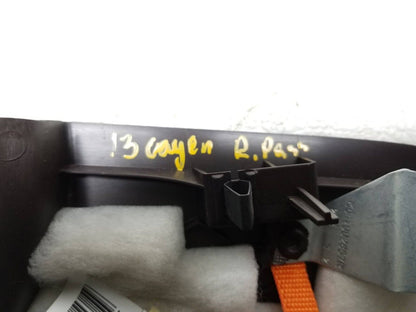 13 cayen R. Pass